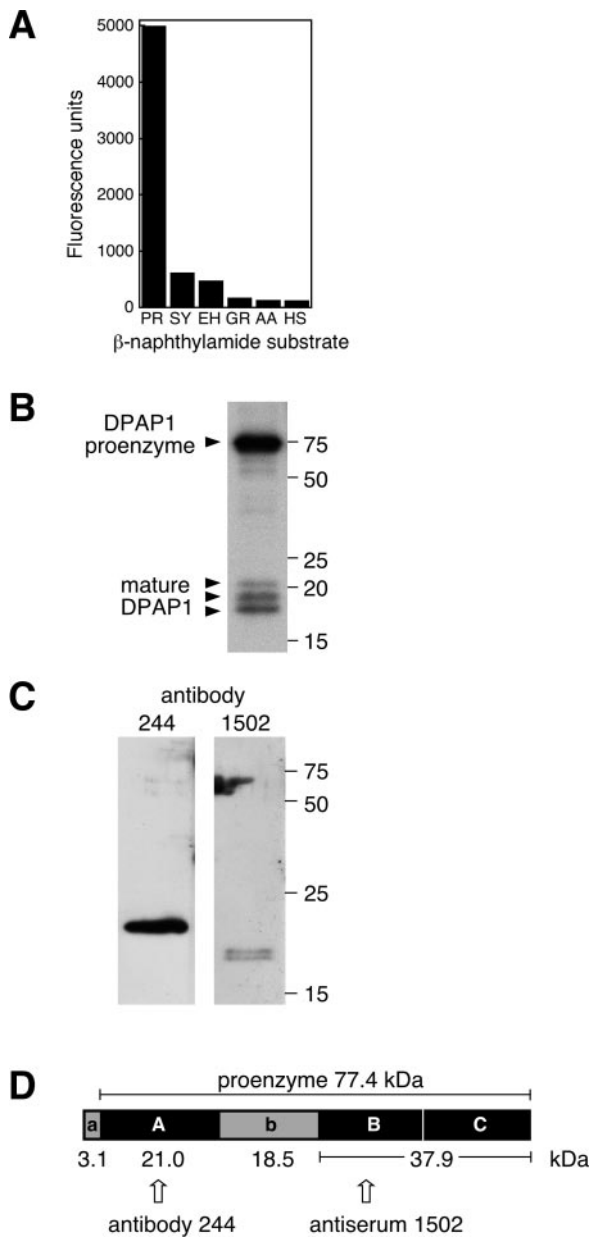 A
Fluorescence units
5000
4000
3000
2000
1000
0
PR SY EH GR AA HS
β-naphthylamide substrate
B
DPAP1
proenzyme
75
50
25
mature
20
DPAP1
15
C
antibody
244 1502
75
50
25
15
D
proenzyme 77.4 kDa
a A b B C
3.1 21.0 18.5 37.9 kDa
antibody 244 antiserum 1502